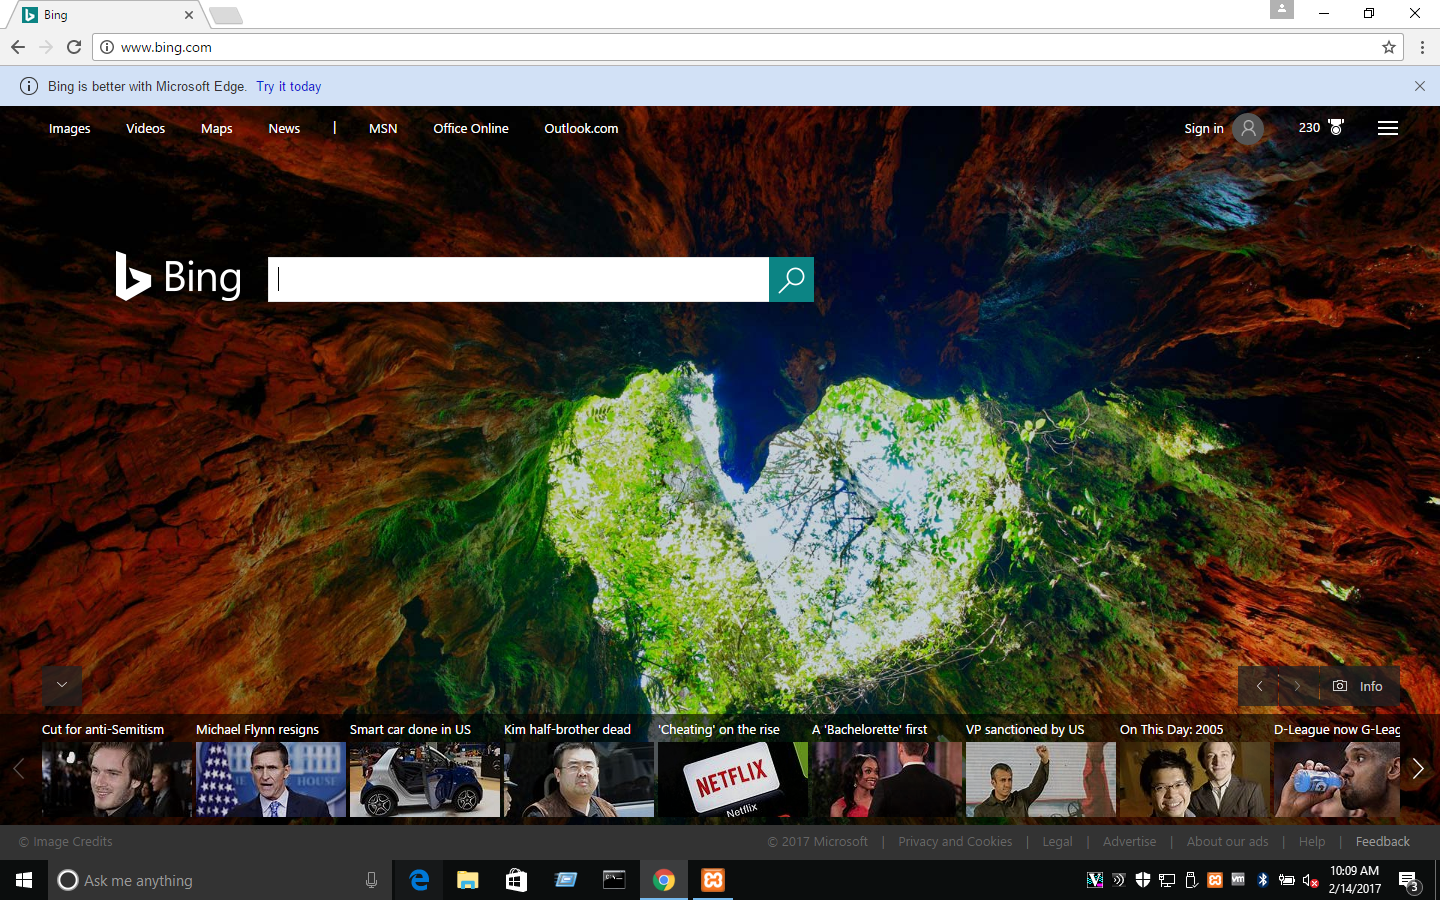 Bing
www.bing.com
Bing is better with Microsoft Edge. Try it today
Images Videos Maps News | MSN Office Online Outlook.com Sign in 230
Bing
Info
Cut for anti-Semitism Michael Flynn resigns Smart car done in US Kim half-brother dead 'Cheating' on the rise A 'Bachelorette' first VP sanctioned by US On This Day: 2005 D-League now G-Leag
NETFLIX
Netflix
© Image Credits © 2017 Microsoft | Privacy and Cookies | Legal | Advertise | About our ads | Help | Feedback
Ask me anything
10:09 AM
2/14/2017
3